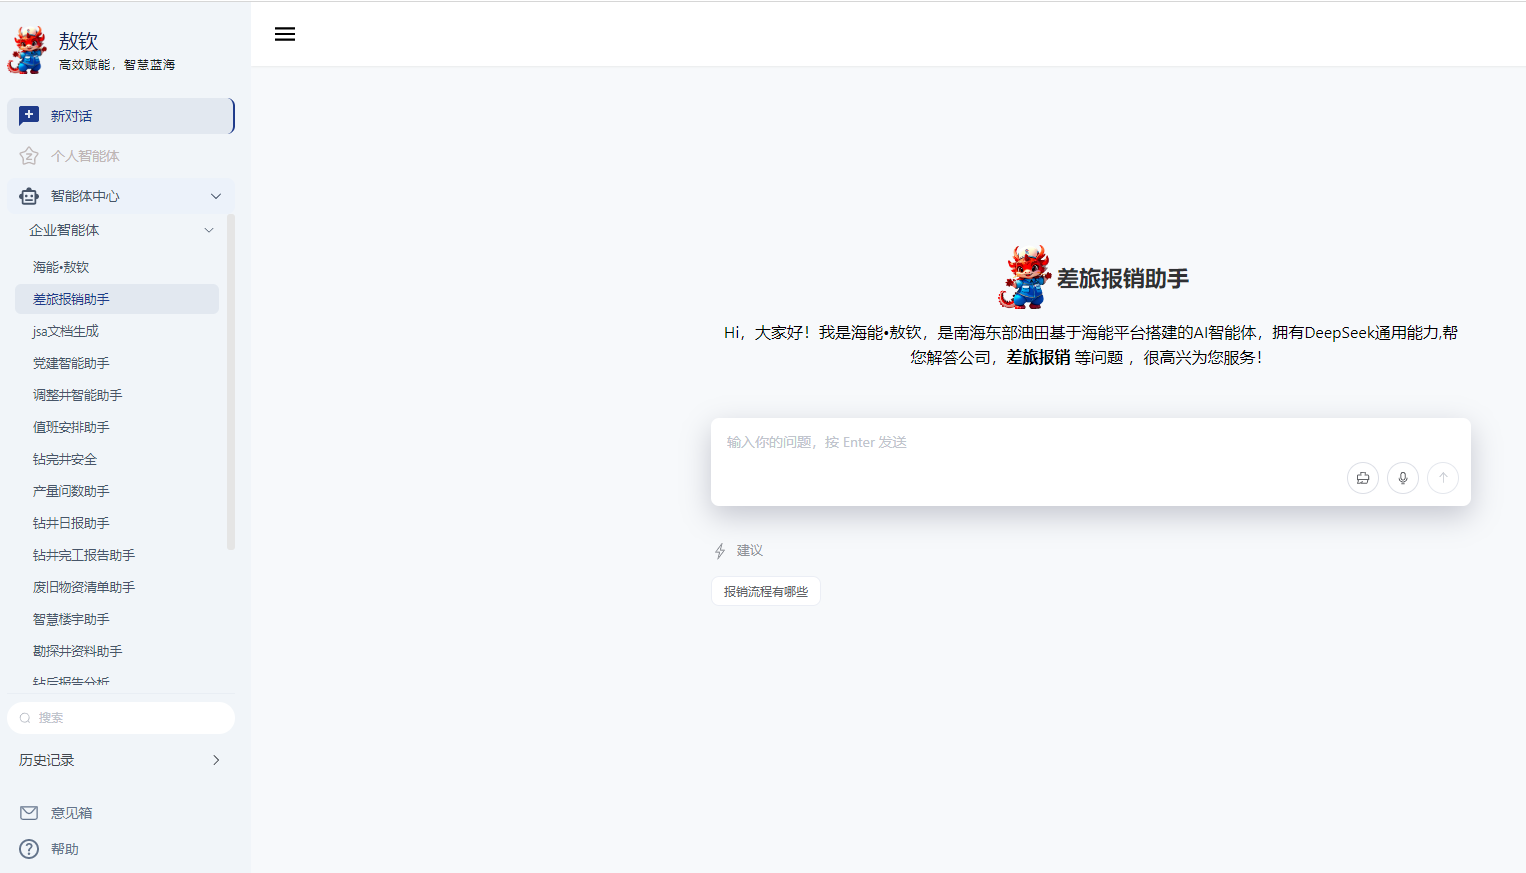 敖钦
高效赋能，智慧蓝海
新对话
个人智能体
智能体中心
企业智能体
海能•敖钦
差旅报销助手
jsa文档生成
党建智能助手
调整井智能助手
值班安排助手
钻完井安全
产量问数助手
钻井日报助手
钻井完工报告助手
废旧物资清单助手
智慧楼宇助手
勘探井资料助手
钻后报告分析
搜索
历史记录
意见箱
帮助
差旅报销助手
Hi，大家好！我是海能•敖钦，是南海东部油田基于海能平台搭建的AI智能体，拥有DeepSeek通用能力,帮
您解答公司，差旅报销 等问题 ，很高兴为您服务！
输入你的问题，按 Enter 发送
建议
报销流程有哪些